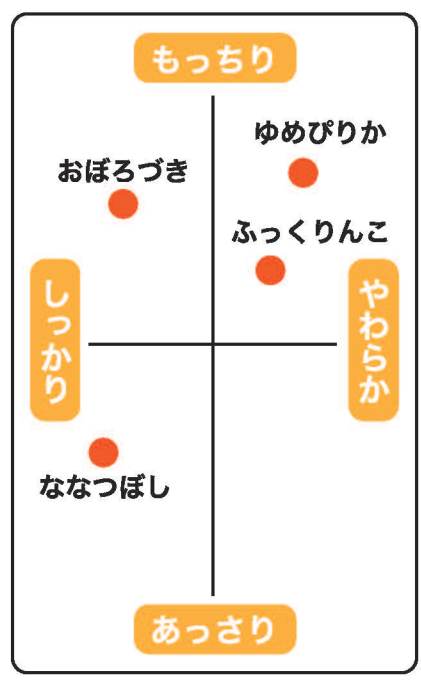 もっちり
ゆめぴりか
おぼろづき
ふっくりんこ
しっかり
やわらか
ななつぼし
あっさり